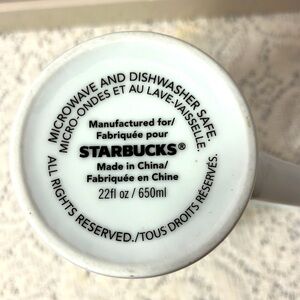 MICROWAVE AND DISHWASHER SAFE.
MICRO-ONDES ET AU LAVE-VAISSELLE.
Manufactured for/
Fabriquée pour
STARBUCKS®
Made in China/
Fabriquée en Chine
22fl oz / 650ml
ALL RIGHTS RESERVED./TOUS DROITS RÉSERVÉS.